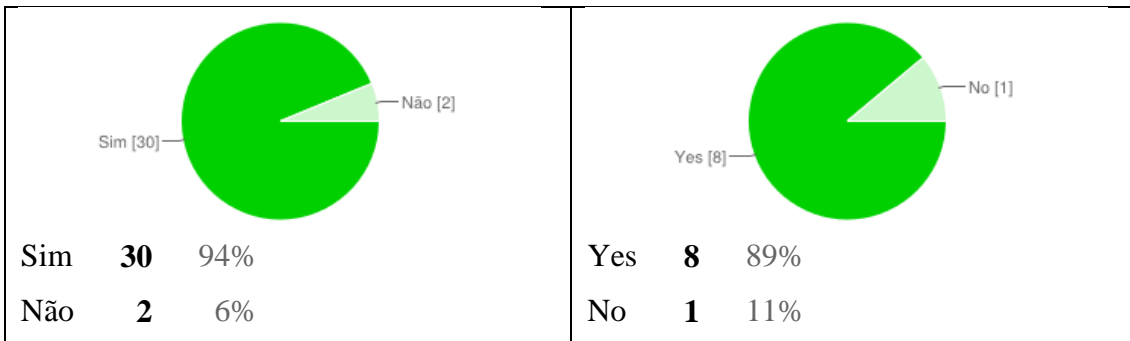 Não [2]
Sim [30]
Sim 30 94%
Não 2 6%
No [1]
Yes [8]
Yes 8 89%
No 1 11%